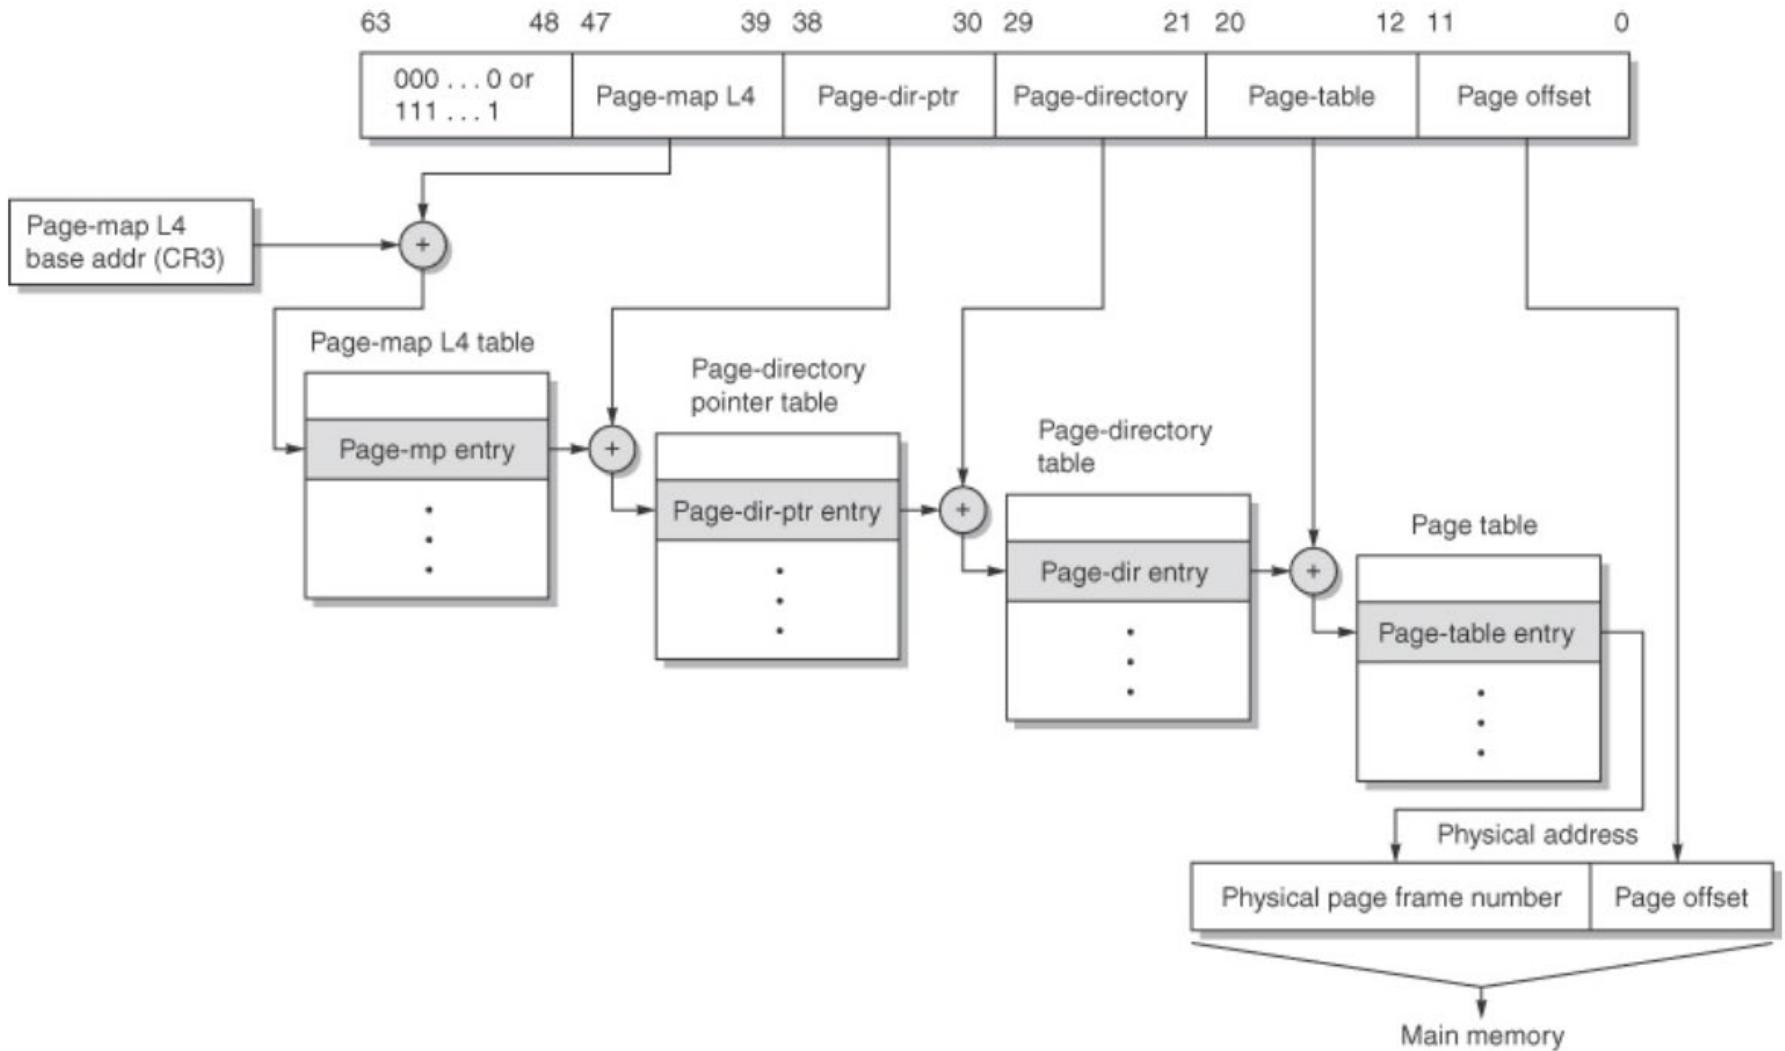 63 48 47 39 38 30 29 21 20 12 11 0
000 . . . 0 or
111 . . . 1
Page-map L4
Page-dir-ptr
Page-directory
Page-table
Page offset
Page-map L4
base addr (CR3)
+
Page-map L4 table
Page-mp entry
+
Page-directory
pointer table
Page-dir-ptr entry
+
Page-directory
table
Page-dir entry
+
Page table
Page-table entry
Physical address
Physical page frame number
Page offset
Main memory